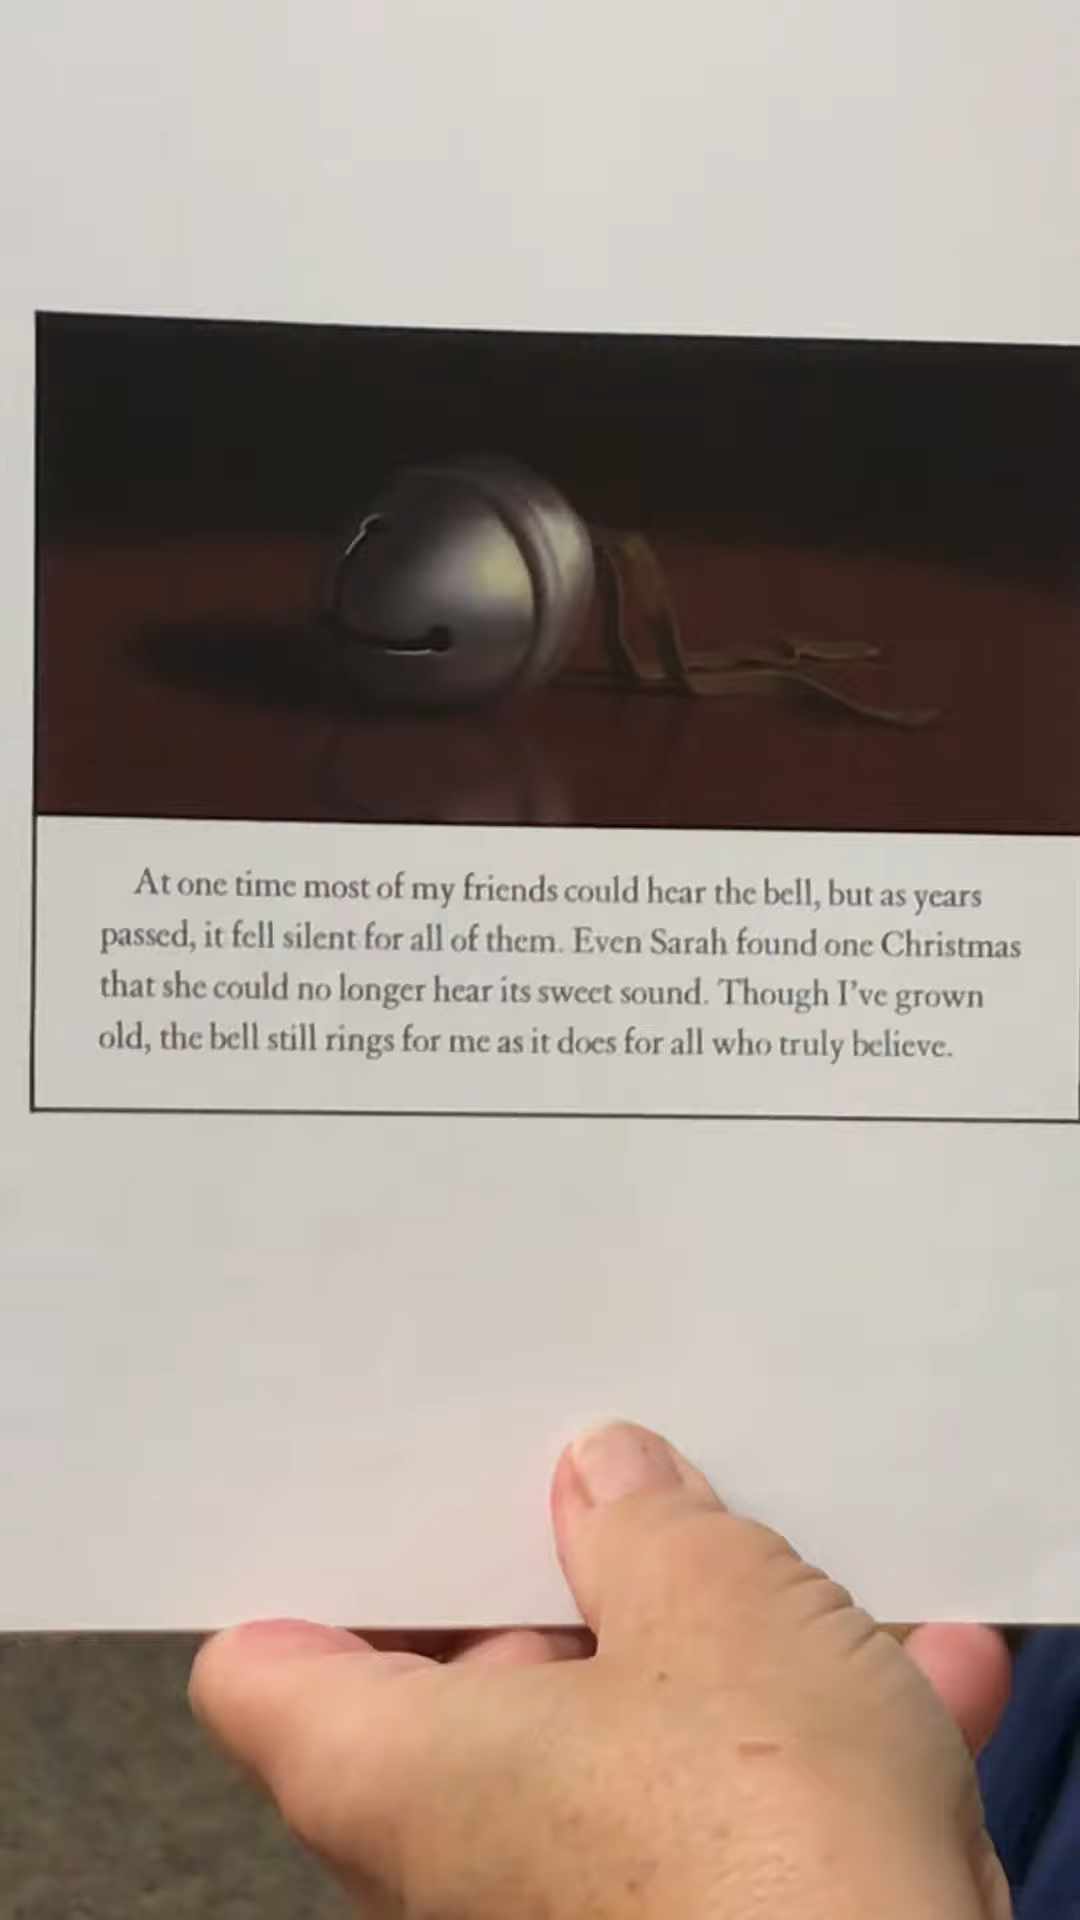 At one time most of my friends could hear the bell, but as years
passed, it fell silent for all of them. Even Sarah found one Christmas
that she could no longer hear its sweet sound. Though I've grown
old, the bell still rings for me as it does for all who truly believe.